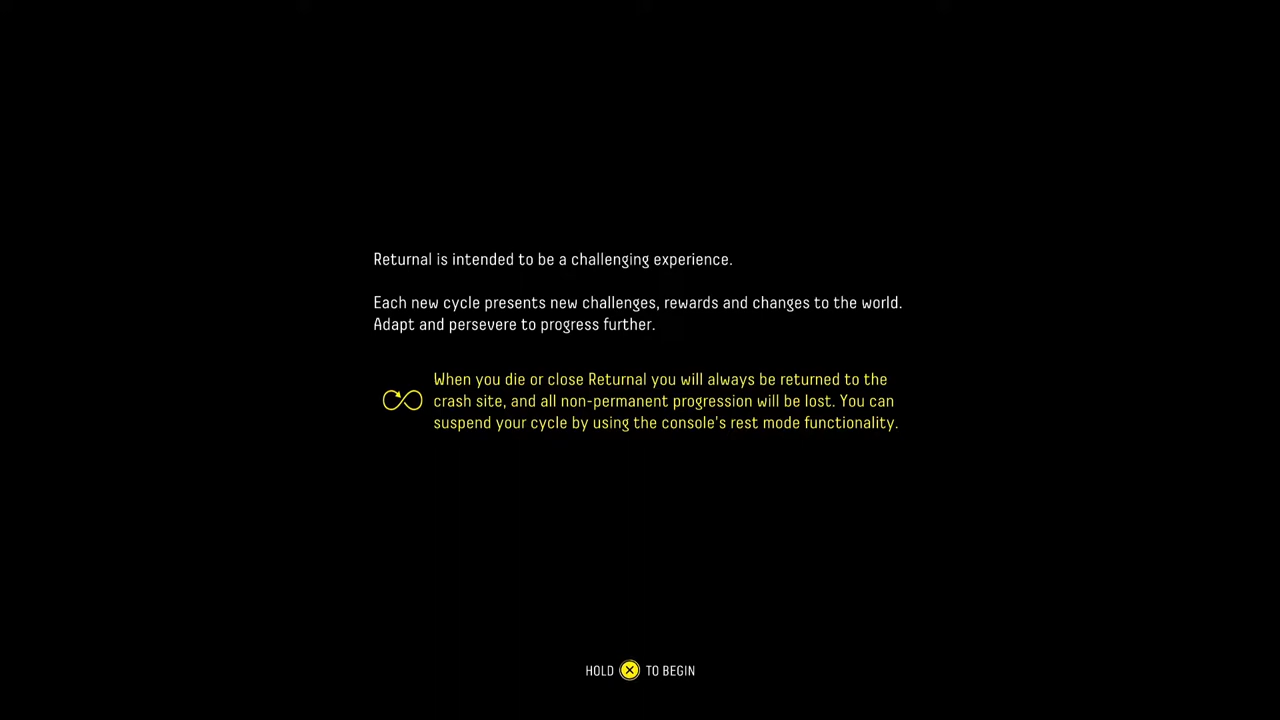 Returnal is intended to be a challenging experience.
Each new cycle presents new challenges, rewards and changes to the world.
Adapt and persevere to progress further.
When you die or close Returnal you will always be returned to the
crash site, and all non-permanent progression will be lost. You can
suspend your cycle by using the console's rest mode functionality.
HOLD X TO BEGIN